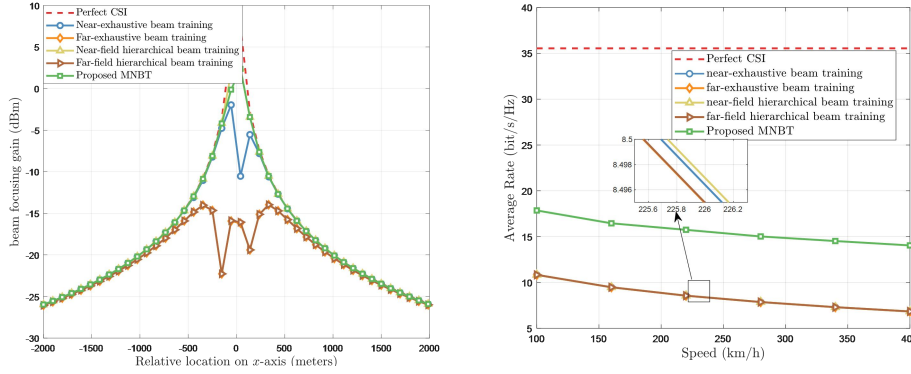 10
5
0
-5
-10
-15
-20
-25
-30
beam focusing gain (dBm)
Perfect CSI
Near-exhaustive beam training
Far-exhaustive beam training
Near-field hierarchical beam training
Far-field hierarchical beam training
Proposed MNBT
-2000 -1500 -1000 -500 0 500 1000 1500 2000
Relative location on x-axis (meters)
40
35
30
25
20
15
10
5
Average Rate (bit/s/Hz)
Perfect CSI
near-exhaustive beam training
far-exhaustive beam training
near-field hierarchical beam training
far-field hierarchical beam training
Proposed MNBT
8.5
8.498
8.496
225.6 225.8 226 226.2
100 150 200 250 300 350 40
Speed (km/h)